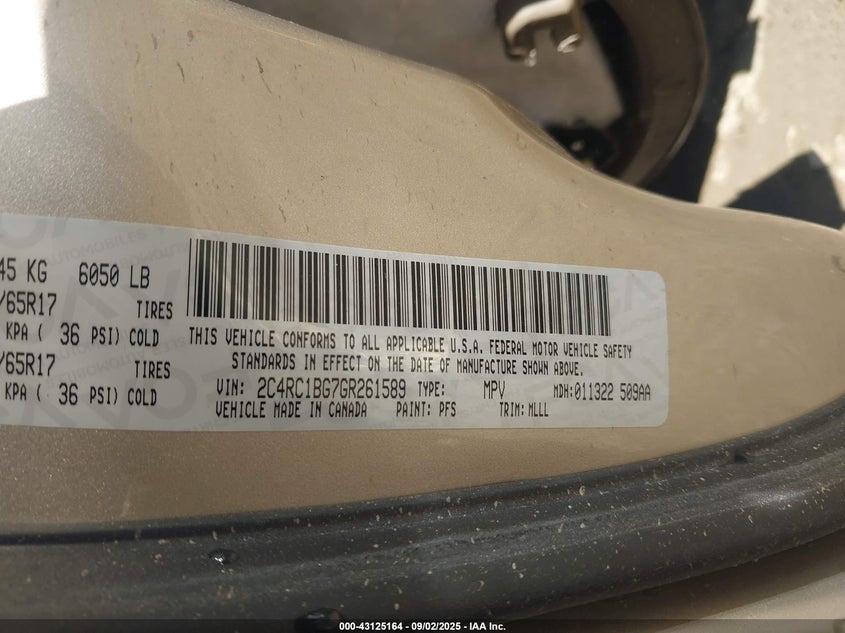 45 KG 6050 LB
/65R17 TIRES
KPA ( 36 PSI) COLD
/65R17 TIRES
KPA ( 36 PSI) COLD
THIS VEHICLE CONFORMS TO ALL APPLICABLE U.S.A. FEDERAL MOTOR VEHICLE SAFETY
STANDARDS IN EFFECT ON THE DATE OF MANUFACTURE SHOWN ABOVE.
VIN: 2C4RC1BG7GR261589 TYPE: MPV MDH:011322 509AA
VEHICLE MADE IN CANADA PAINT: PFS TRIM: MLLL
000-43125164 - 09/02/2025 - IAA Inc.